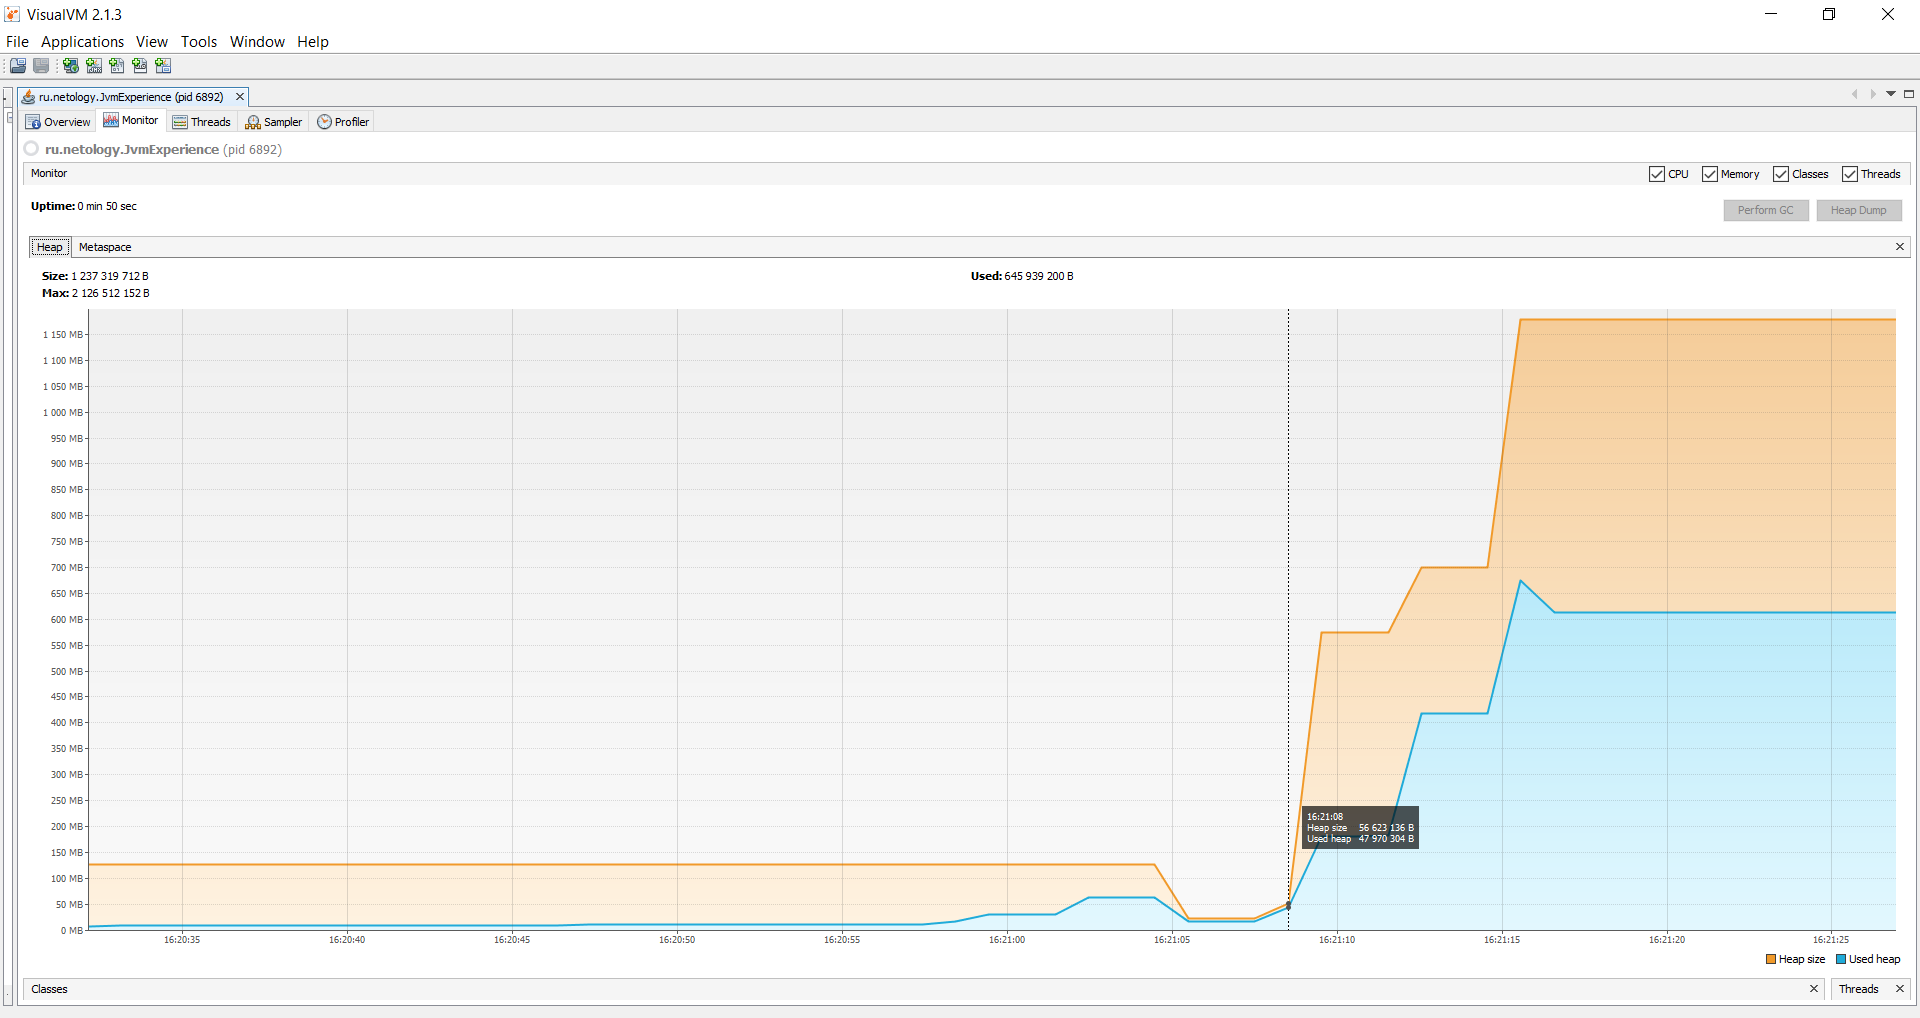 VisualVM 2.1.3
File Applications View Tools Window Help
ru.netology.JvmExperience (pid 6892)
Overview Monitor Threads Sampler Profiler
ru.netology.JvmExperience (pid 6892)
Monitor CPU Memory Classes Threads
Uptime: 0 min 50 sec
Perform GC Heap Dump
Heap Metaspace
Size: 1 237 319 712 B Used: 645 939 200 B
Max: 2 126 512 152 B
1 150 MB
1 100 MB
1 050 MB
1 000 MB
950 MB
900 MB
850 MB
800 MB
750 MB
700 MB
650 MB
600 MB
550 MB
500 MB
450 MB
400 MB
350 MB
300 MB
250 MB
200 MB
150 MB
100 MB
50 MB
0 MB
16:21:08
Heap size 56 623 136 B
Used heap 47 970 304 B
16:20:35 16:20:40 16:20:45 16:20:50 16:20:55 16:21:00 16:21:05 16:21:10 16:21:15 16:21:20 16:21:25
Heap size Used heap
Classes Threads